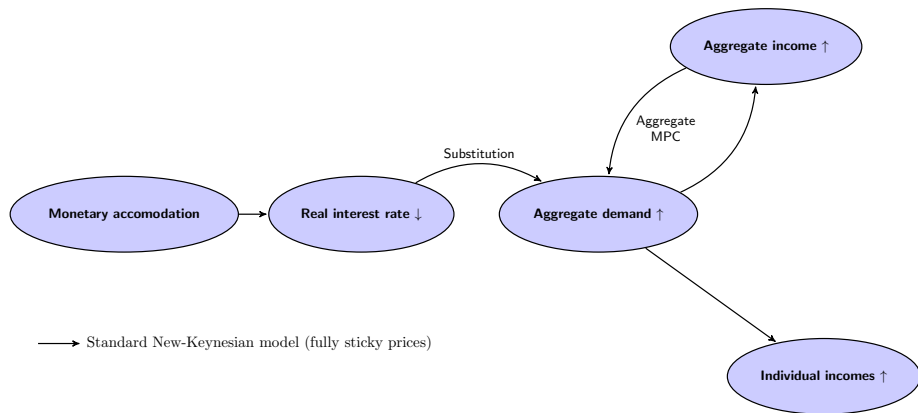 Aggregate income ↑
Aggregate
MPC
Substitution
Monetary accomodation
Real interest rate ↓
Aggregate demand ↑
Standard New-Keynesian model (fully sticky prices)
Individual incomes ↑